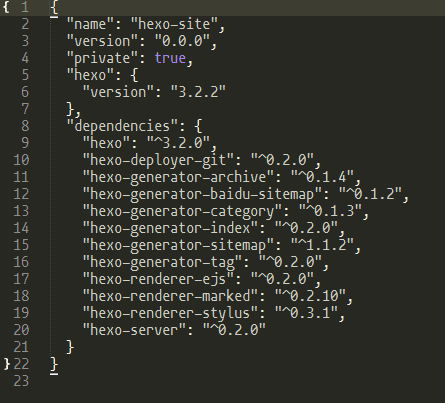 { 1 {
2 "name": "hexo-site",
3 "version": "0.0.0",
4 "private": true,
5 "hexo": {
6 "version": "3.2.2"
7 },
8 "dependencies": {
9 "hexo": "^3.2.0",
10 "hexo-deployer-git": "^0.2.0",
11 "hexo-generator-archive": "^0.1.4",
12 "hexo-generator-baidu-sitemap": "^0.1.2",
13 "hexo-generator-category": "^0.1.3",
14 "hexo-generator-index": "^0.2.0",
15 "hexo-generator-sitemap": "^1.1.2",
16 "hexo-generator-tag": "^0.2.0",
17 "hexo-renderer-ejs": "^0.2.0",
18 "hexo-renderer-marked": "^0.2.10",
19 "hexo-renderer-stylus": "^0.3.1",
20 "hexo-server": "^0.2.0"
21 }
} 22 }
23